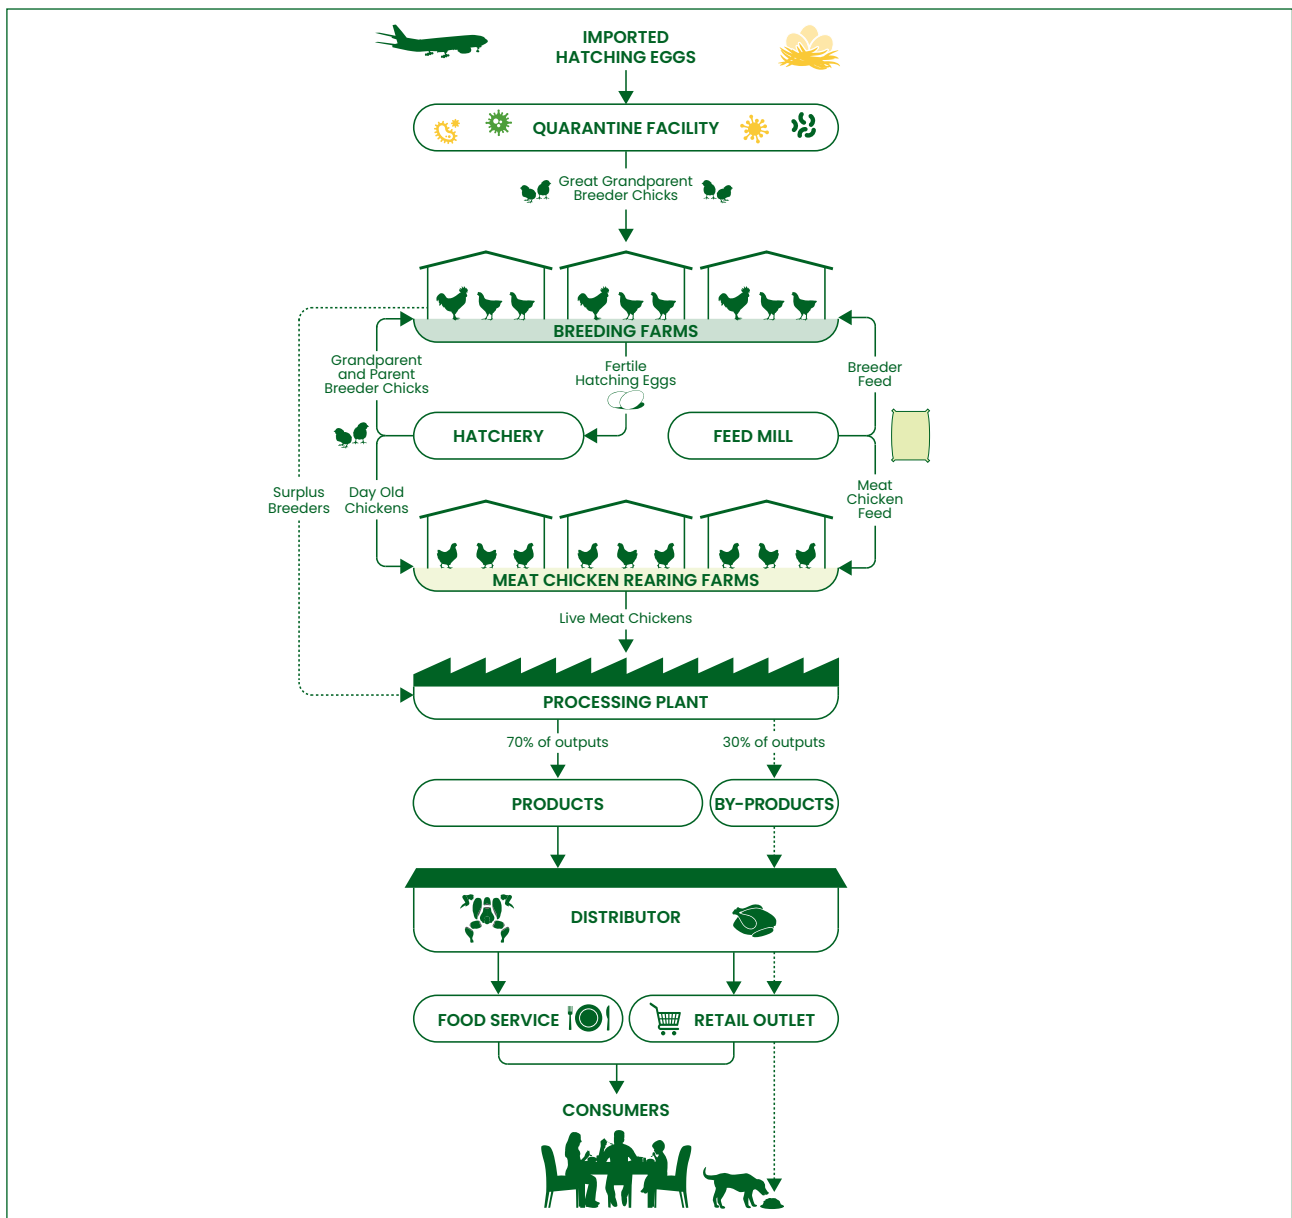 IMPORTED
HATCHING EGGS
QUARANTINE FACILITY
Great Grandparent
Breeder Chicks
BREEDING FARMS
Grandparent
and Parent
Breeder Chicks
Fertile
Hatching Eggs
Breeder
Feed
HATCHERY
FEED MILL
Surplus
Breeders
Day Old
Chickens
Meat
Chicken
Feed
MEAT CHICKEN REARING FARMS
Live Meat Chickens
PROCESSING PLANT
70% of outputs
30% of outputs
PRODUCTS
BY-PRODUCTS
DISTRIBUTOR
FOOD SERVICE
RETAIL OUTLET
CONSUMERS